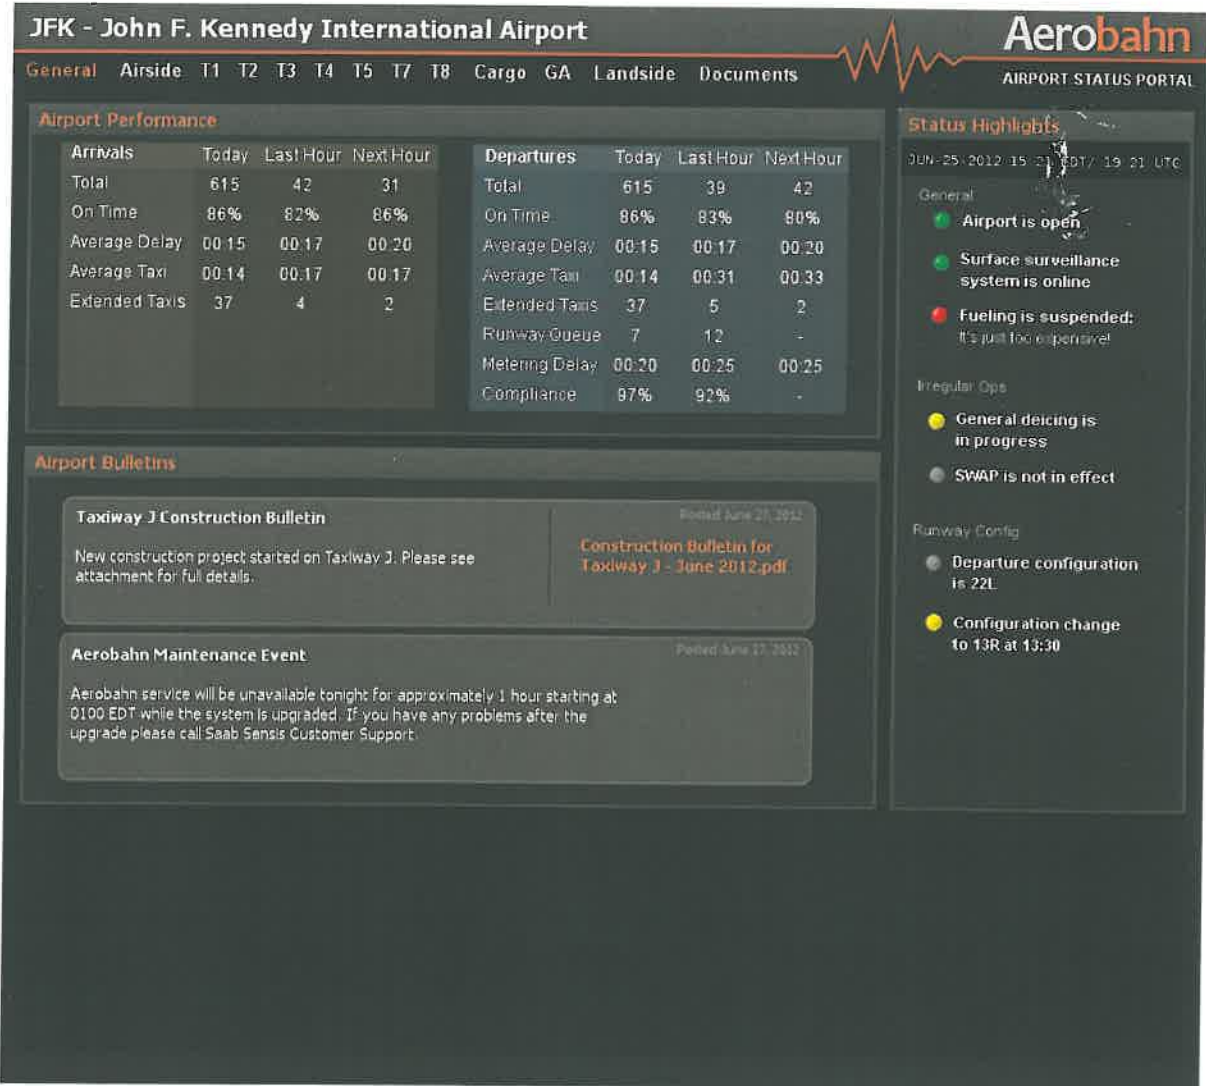 JFK - John F. Kennedy International Airport
Aerobahn
AIRPORT STATUS PORTAL
General Airside T1 T2 T3 T4 T5 T7 T8 Cargo GA Landside Documents
Airport Performance
Arrivals Today Last Hour Next Hour
Total 615 42 31
On Time 86% 82% 86%
Average Delay 00:15 00:17 00:20
Average Taxi 00:14 00:17 00:17
Extended Taxis 37 4 2
Departures Today Last Hour Next Hour
Total 615 39 42
On Time 86% 83% 80%
Average Delay 00:15 00:17 00:20
Average Taxi 00:14 00:31 00:33
Extended Taxis 37 5 2
Runway Queue 7 12 -
Metering Delay 00:20 00:25 00:25
Compliance 97% 92% -
Airport Bulletins
Taxiway J Construction Bulletin
New construction project started on Taxiway J. Please see
attachment for full details.
Posted June 27, 2012
Construction Bulletin for
Taxiway J - June 2012.pdf
Aerobahn Maintenance Event
Posted June 27, 2012
Aerobahn service will be unavailable tonight for approximately 1 hour starting at
0100 EDT while the system is upgraded. If you have any problems after the
upgrade please call Saab Sensis Customer Support.
Status Highlights
JUN-25-2012 15:21 EDT/ 19:21 UTC
General
Airport is open
Surface surveillance
system is online
Fueling is suspended:
It's just too expensive!
Irregular Ops
General deicing is
in progress
SWAP is not in effect
Runway Config
Departure configuration
is 22L
Configuration change
to 13R at 13:30